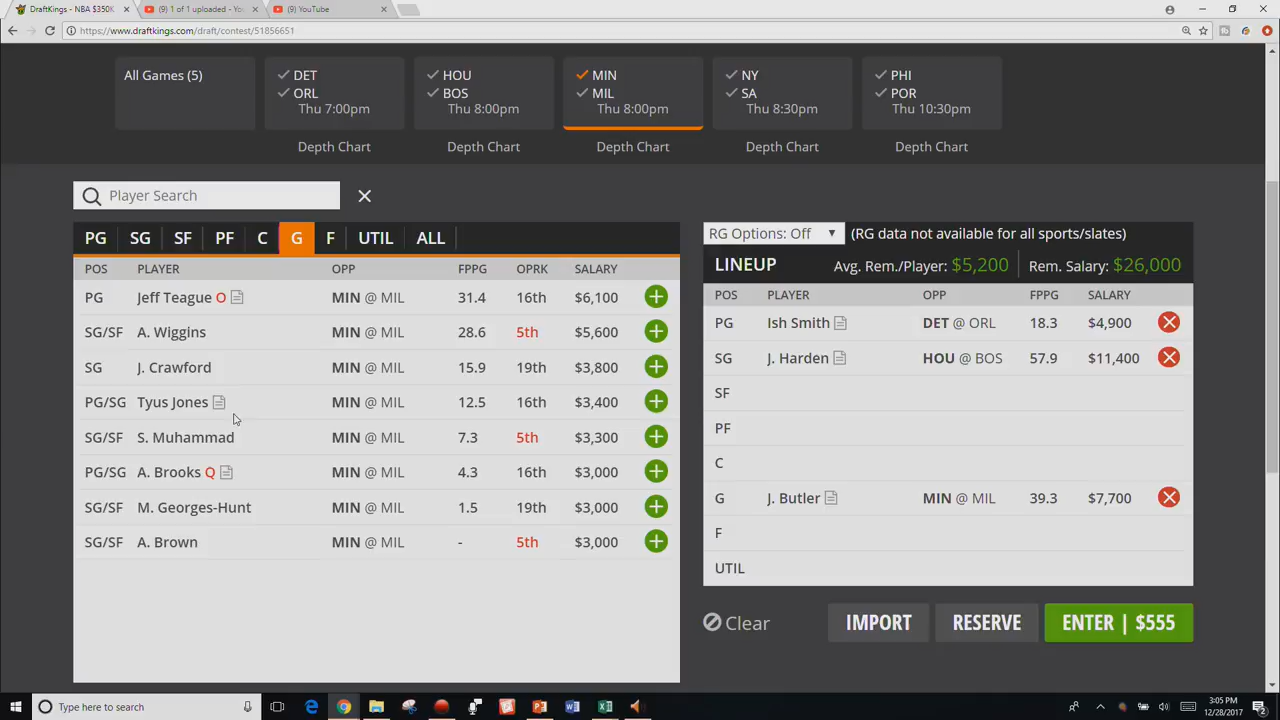 DraftKings - NBA $350K
(9) 1 of 1 uploaded - Yo
(9) YouTube
https://www.draftkings.com/draft/contest/51856651
All Games (5)
DET
ORL
Thu 7:00pm
HOU
BOS
Thu 8:00pm
MIN
MIL
Thu 8:00pm
NY
SA
Thu 8:30pm
PHI
POR
Thu 10:30pm
Depth Chart
Depth Chart
Depth Chart
Depth Chart
Depth Chart
Player Search
PG SG SF PF C G F UTIL ALL
POS PLAYER OPP FPPG OPRK SALARY
PG Jeff Teague O MIN @ MIL 31.4 16th $6,100
SG/SF A. Wiggins MIN @ MIL 28.6 5th $5,600
SG J. Crawford MIN @ MIL 15.9 19th $3,800
PG/SG Tyus Jones MIN @ MIL 12.5 16th $3,400
SG/SF S. Muhammad MIN @ MIL 7.3 5th $3,300
PG/SG A. Brooks Q MIN @ MIL 4.3 16th $3,000
SG/SF M. Georges-Hunt MIN @ MIL 1.5 19th $3,000
SG/SF A. Brown MIN @ MIL - 5th $3,000
RG Options: Off (RG data not available for all sports/slates)
LINEUP Avg. Rem./Player: $5,200 Rem. Salary: $26,000
POS PLAYER OPP FPPG SALARY
PG Ish Smith DET @ ORL 18.3 $4,900
SG J. Harden HOU @ BOS 57.9 $11,400
SF
PF
C
G J. Butler MIN @ MIL 39.3 $7,700
F
UTIL
Clear IMPORT RESERVE ENTER | $555
Type here to search
3:05 PM
12/28/2017